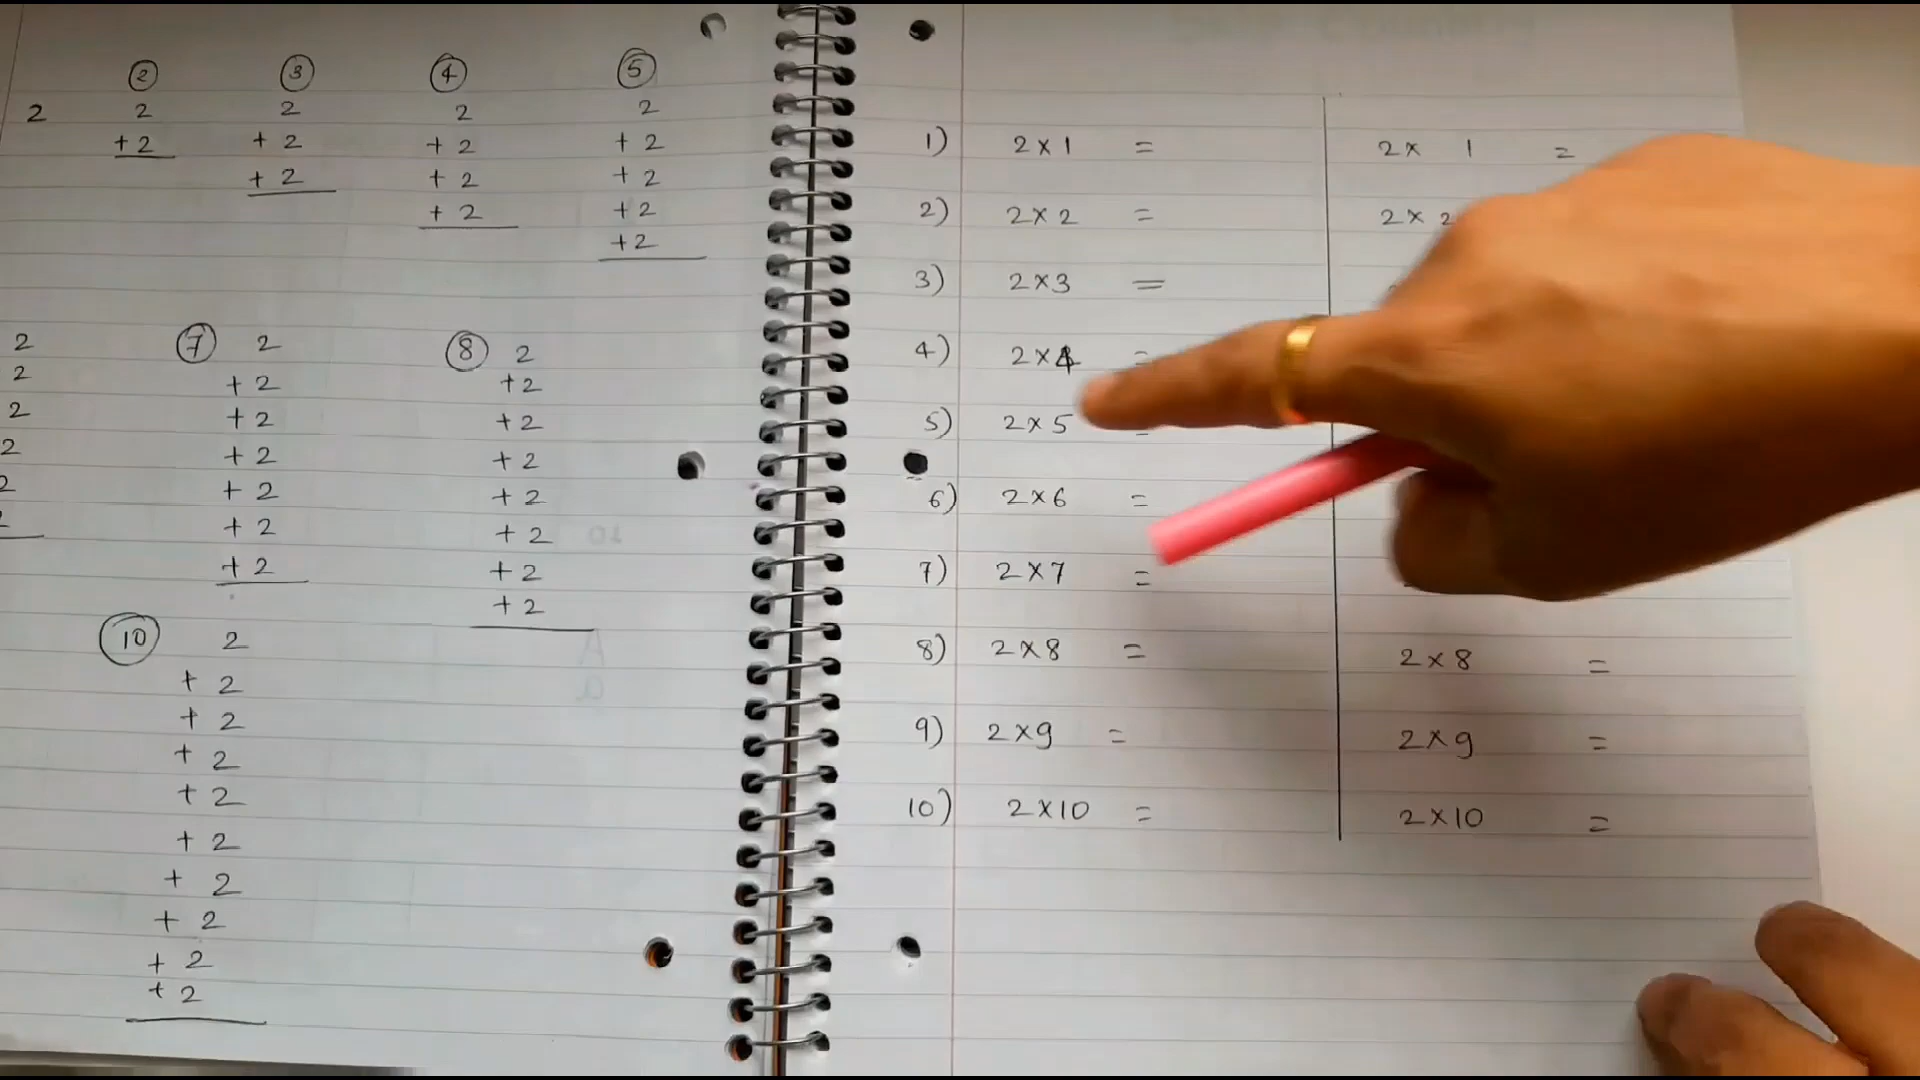 ② ③ ④ ⑤
2 2 2 2 2
+2 +2 +2 +2
+2 +2 +2
+2 +2
+2
2 ⑦ 2 ⑧ 2
2 +2 +2
2 +2 +2
2 +2 +2
2 +2 +2
+2 +2
+2 +2
+2
⑩ 2
+2
+2
+2
+2
+2
+2
+2
+2
+2
1) 2×1 =
2) 2×2 =
3) 2×3 =
4) 2×4 =
5) 2×5 =
6) 2×6 =
7) 2×7 =
8) 2×8 =
9) 2×9 =
10) 2×10 =
2× 1 =
2×2
2×8 =
2×9 =
2×10 =